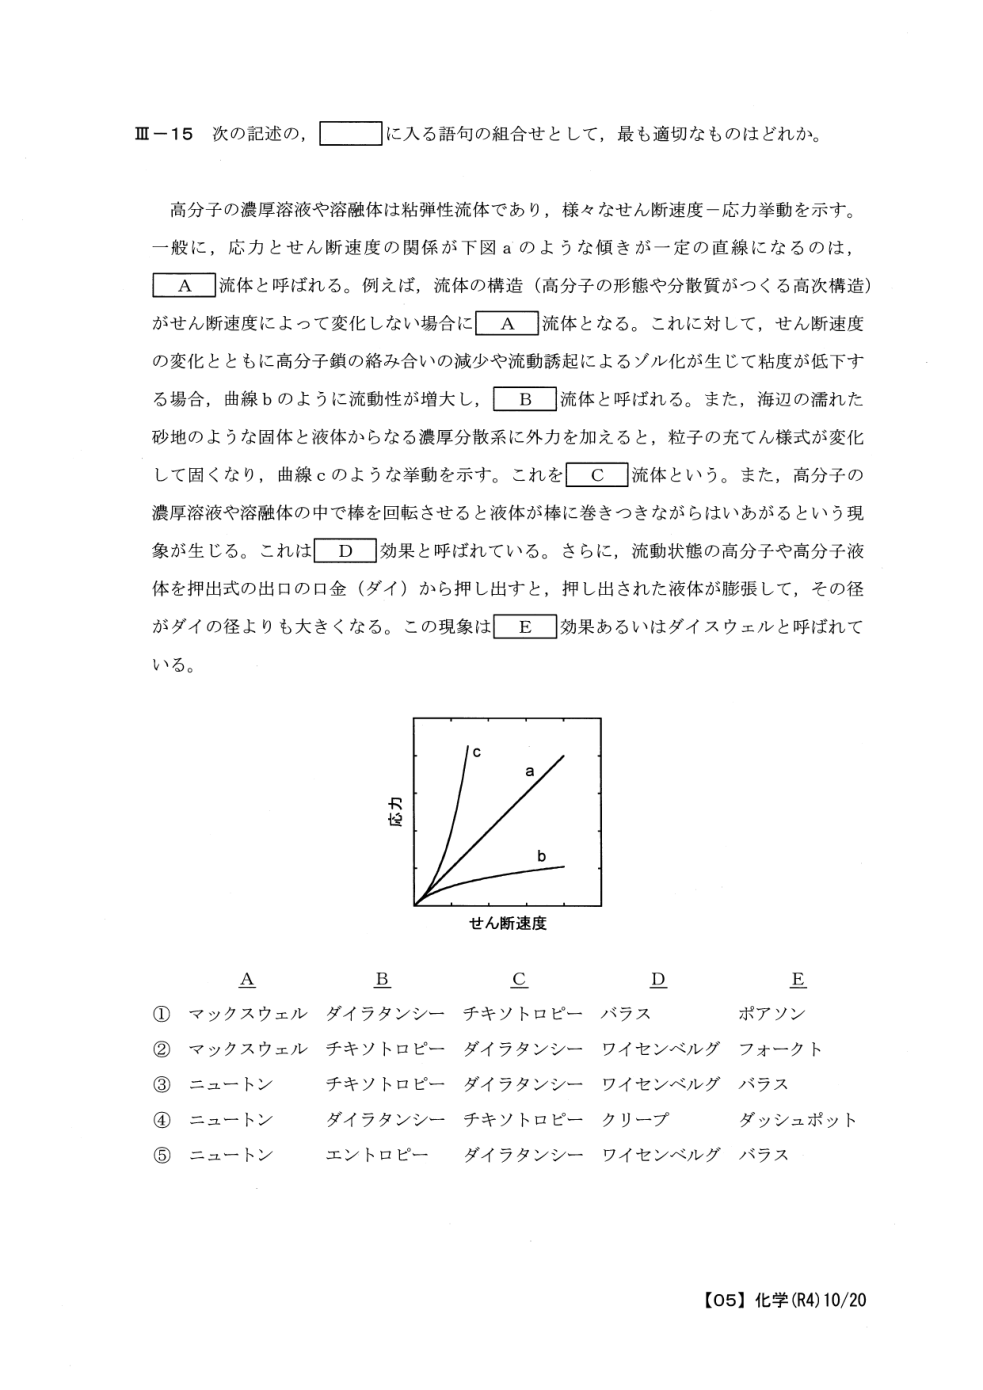 Ⅲ－15　次の記述の，　　　に入る語句の組合せとして，最も適切なものはどれか。
高分子の濃厚溶液や溶融体は粘弾性流体であり，様々なせん断速度－応力挙動を示す。
一般に，応力とせん断速度の関係が下図ａのような傾きが一定の直線になるのは，
A 流体と呼ばれる。例えば，流体の構造（高分子の形態や分散質がつくる高次構造）
がせん断速度によって変化しない場合に A 流体となる。これに対して，せん断速度
の変化とともに高分子鎖の絡み合いの減少や流動誘起によるゾル化が生じて粘度が低下す
る場合，曲線ｂのように流動性が増大し， B 流体と呼ばれる。また，海辺の濡れた
砂地のような固体と液体からなる濃厚分散系に外力を加えると，粒子の充てん様式が変化
して固くなり，曲線ｃのような挙動を示す。これを C 流体という。また，高分子の
濃厚溶液や溶融体の中で棒を回転させると液体が棒に巻きつきながらはいあがるという現
象が生じる。これは D 効果と呼ばれている。さらに，流動状態の高分子や高分子液
体を押出式の出口の口金（ダイ）から押し出すと，押し出された液体が膨張して，その径
がダイの径よりも大きくなる。この現象は E 効果あるいはダイスウェルと呼ばれて
いる。
c
a
b
応力
せん断速度
A B C D E
① マックスウェル ダイラタンシー チキソトロピー バラス ポアソン
② マックスウェル チキソトロピー ダイラタンシー ワイセンベルグ フォークト
③ ニュートン チキソトロピー ダイラタンシー ワイセンベルグ バラス
④ ニュートン ダイラタンシー チキソトロピー クリープ ダッシュポット
⑤ ニュートン エントロピー ダイラタンシー ワイセンベルグ バラス
【05】化学(R4)10/20